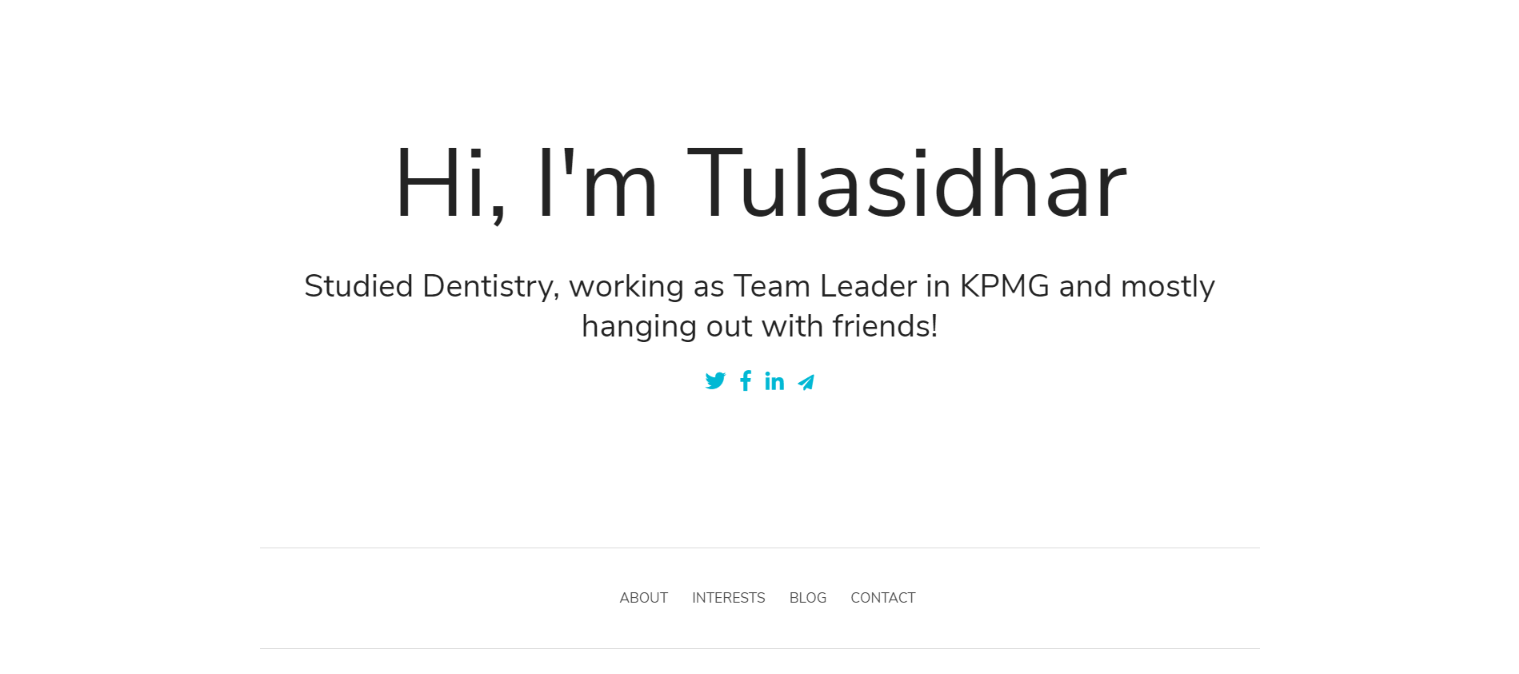 Hi, I'm Tulasidhar
Studied Dentistry, working as Team Leader in KPMG and mostly
hanging out with friends!
ABOUT INTERESTS BLOG CONTACT